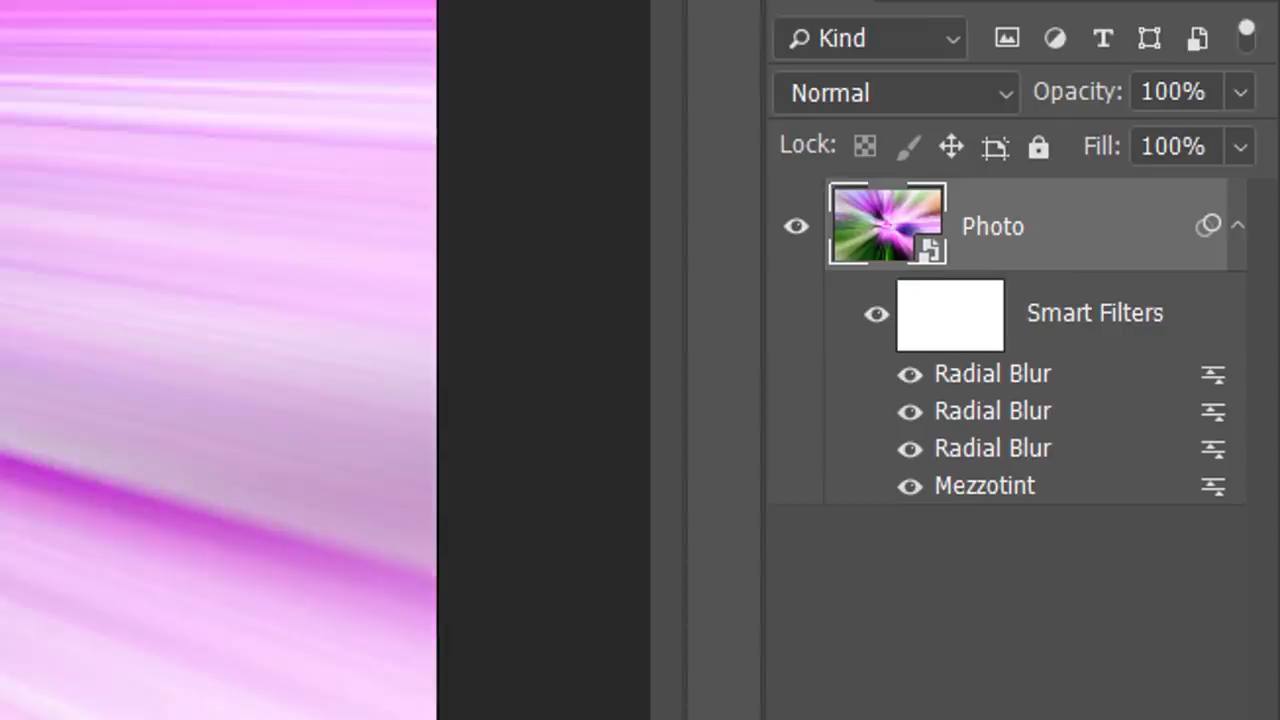 Kind
Normal Opacity: 100%
Lock: Fill: 100%
Photo
Smart Filters
Radial Blur
Radial Blur
Radial Blur
Mezzotint